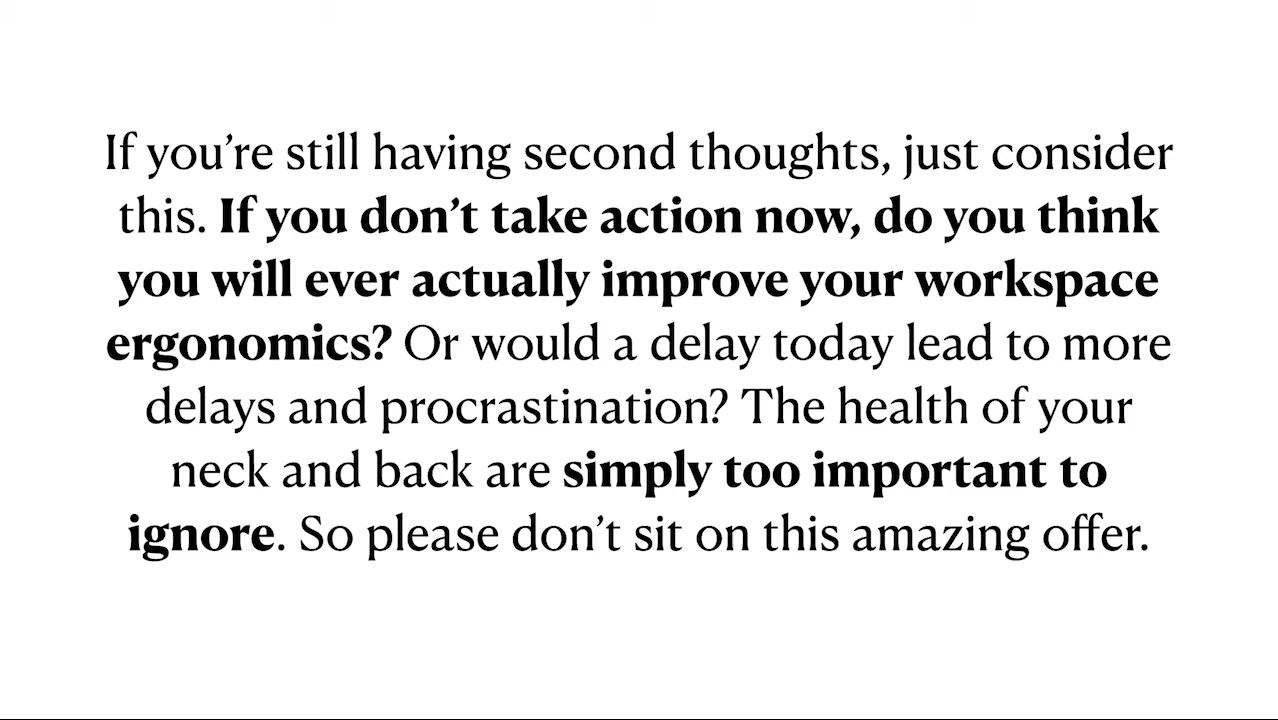 If you’re still having second thoughts, just consider
this. If you don’t take action now, do you think
you will ever actually improve your workspace
ergonomics? Or would a delay today lead to more
delays and procrastination? The health of your
neck and back are simply too important to
ignore. So please don’t sit on this amazing offer.